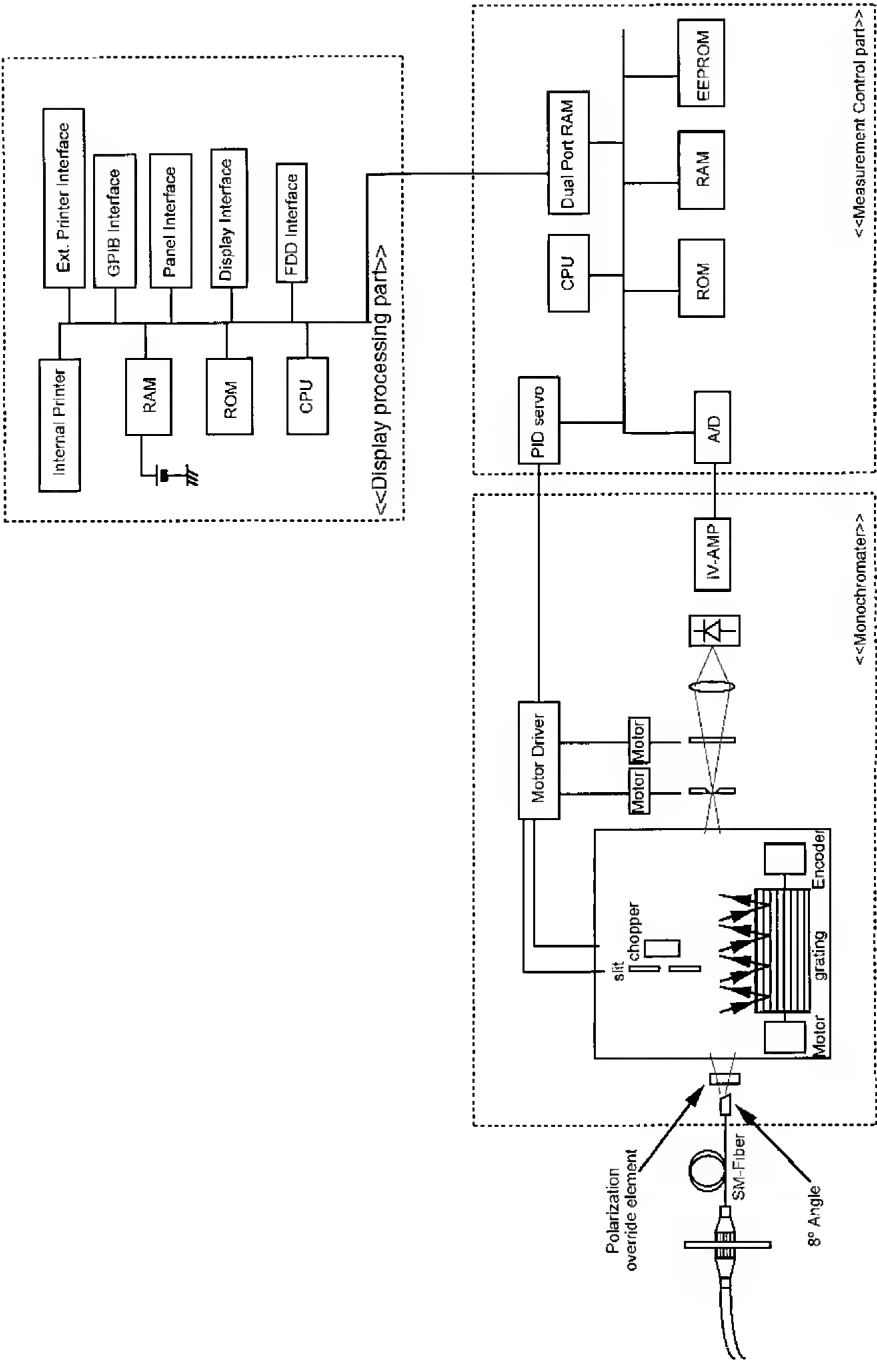 Ext. Printer Interface
GPIB Interface
Panel Interface
Display Interface
FDD Interface
Internal Printer
RAM
ROM
CPU
<<Display processing part>>
Polarization
override element
SM-Fiber
8° Angle
Motor Driver
Motor
Motor
slit
chopper
Motor
grating
Encoder
IV-AMP
<<Monochromater>>
PID servo
CPU
Dual Port RAM
A/D
ROM
RAM
EEPROM
<<Measurement Control part>>